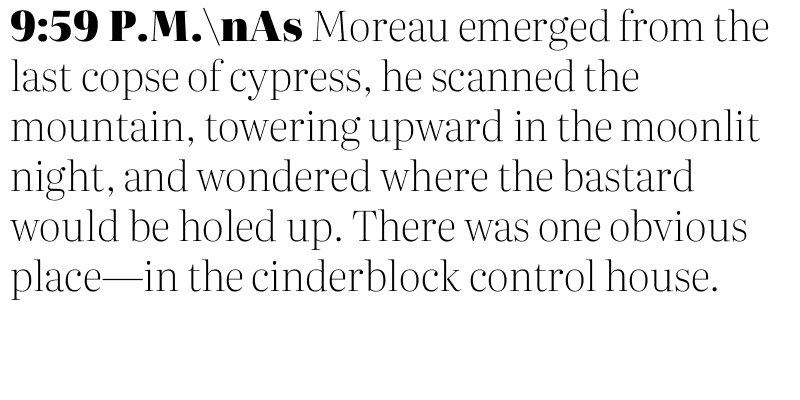 9:59 P.M.\nAs Moreau emerged from the
last copse of cypress, he scanned the
mountain, towering upward in the moonlit
night, and wondered where the bastard
would be holed up. There was one obvious
place—in the cinderblock control house.